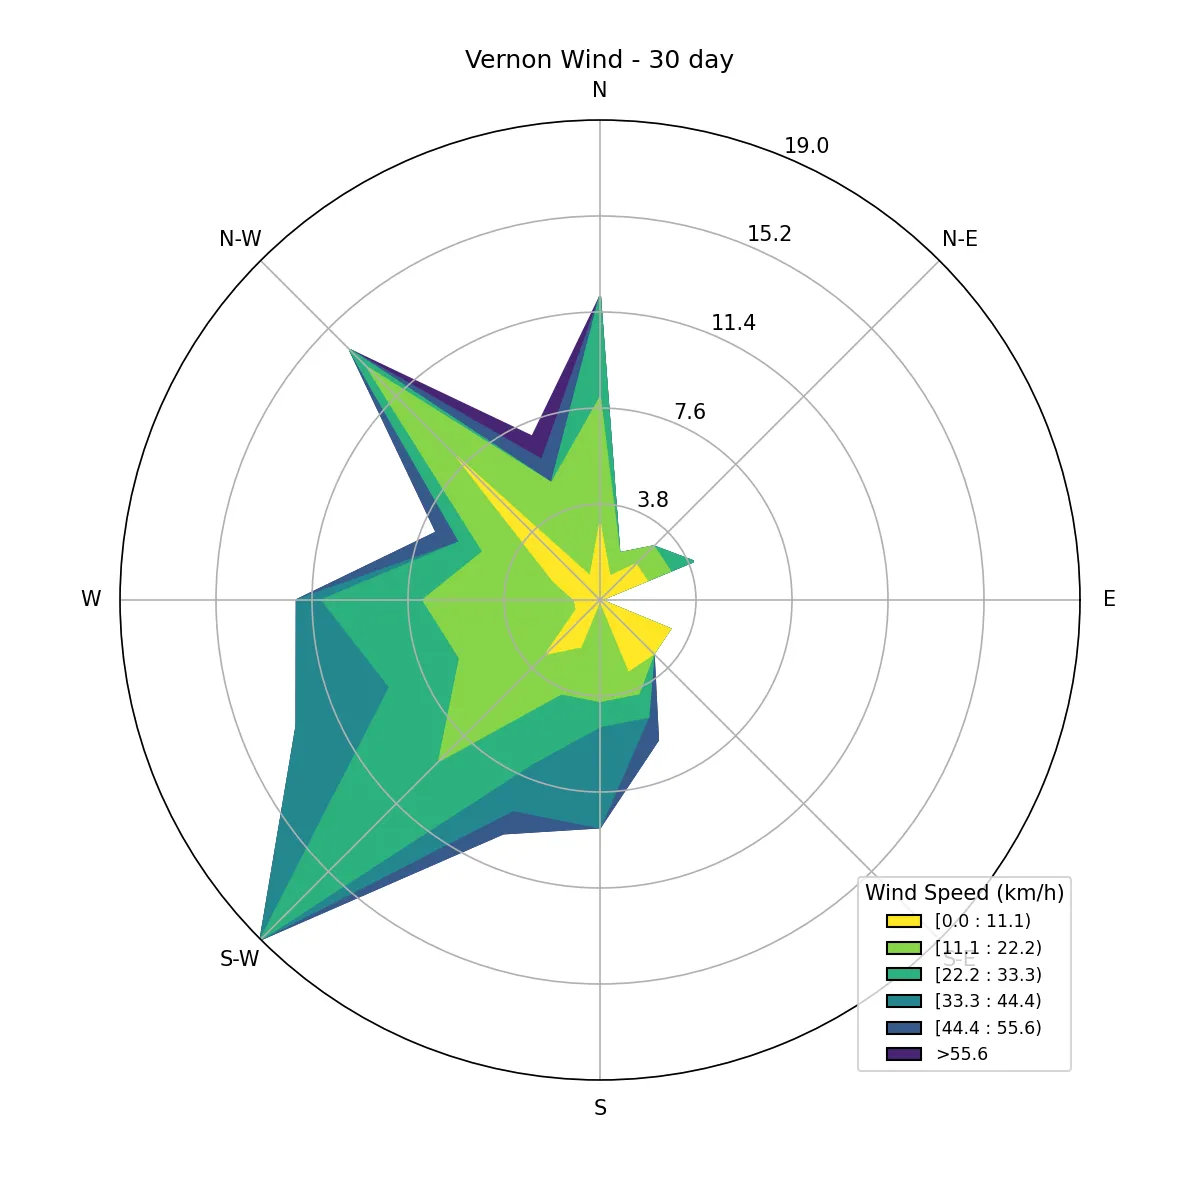 Vernon Wind - 30 day
N
19.0
15.2
N-W
N-E
11.4
7.6
3.8
W
E
Wind Speed (km/h)
[0.0 : 11.1)
[11.1 : 22.2)
S-W
S-E
[22.2 : 33.3)
[33.3 : 44.4)
[44.4 : 55.6)
>55.6
S